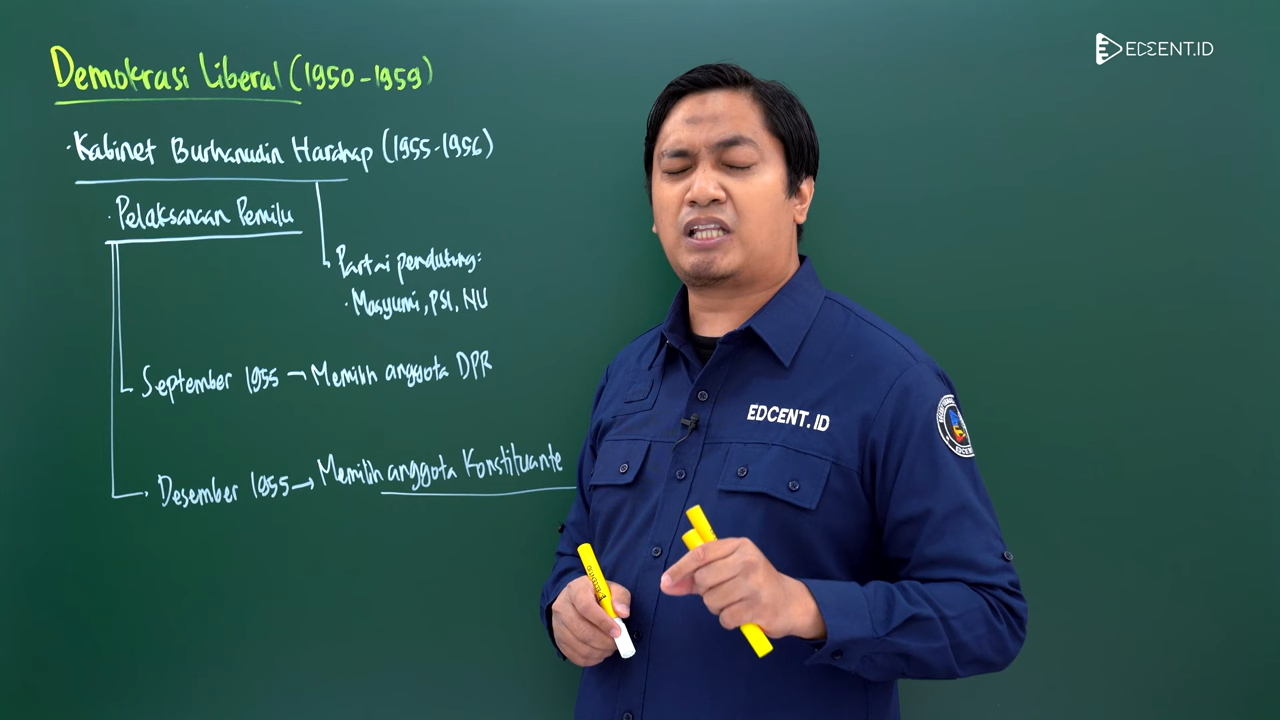 Demokrasi Liberal (1950-1959)
EDCENT.ID
· Kabinet Burhanudin Harahap (1955-1956)
· Pelaksanaan Pemilu
Partai pendukung:
· Masyumi, PSI, NU
September 1955 → Memilih anggota DPR
EDCENT.ID
Desember 1955 → Memilih anggota Konstituante